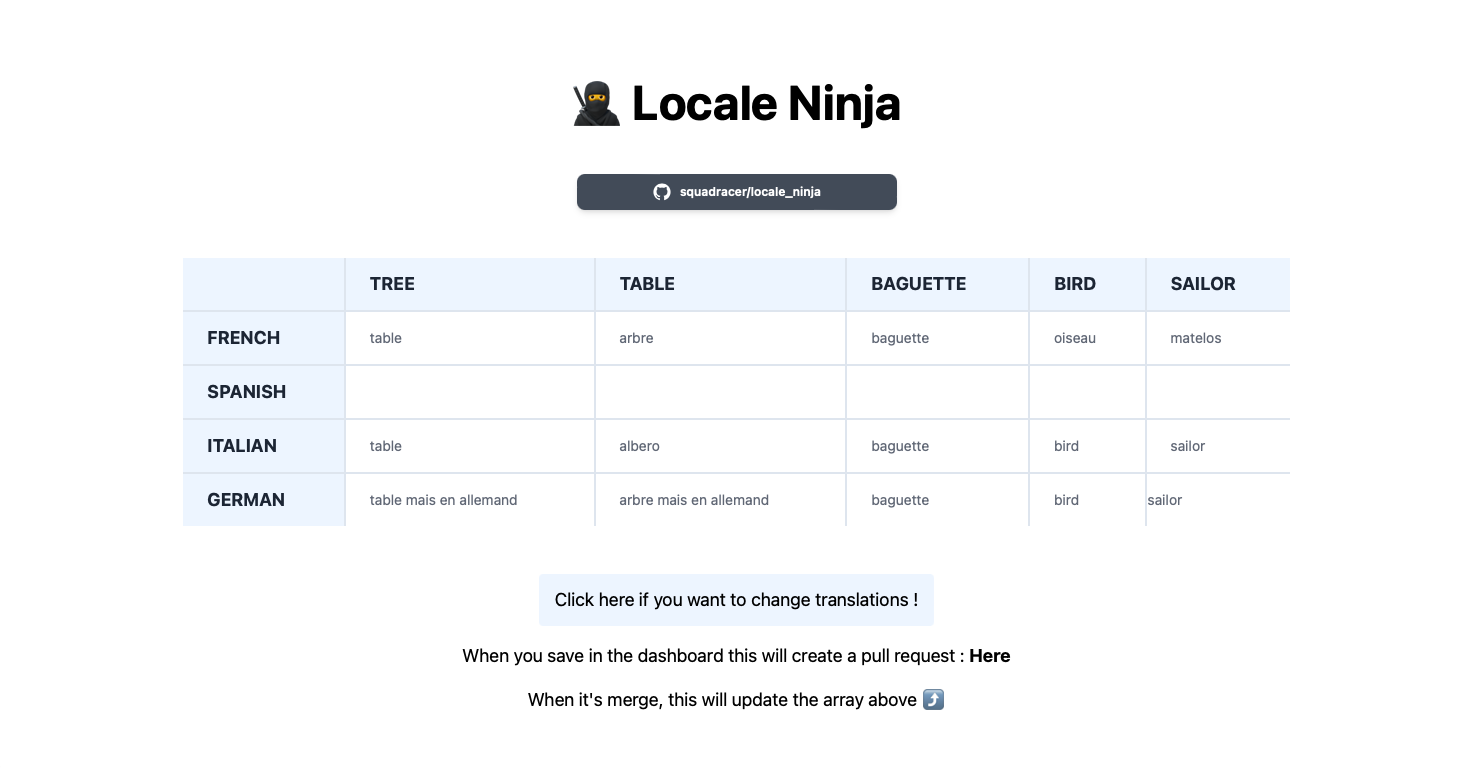 Locale Ninja
squadracer/locale_ninja
TREE TABLE BAGUETTE BIRD SAILOR
FRENCH table arbre baguette oiseau matelos
SPANISH
ITALIAN table albero baguette bird sailor
GERMAN table mais en allemand arbre mais en allemand baguette bird sailor
Click here if you want to change translations !
When you save in the dashboard this will create a pull request : Here
When it's merge, this will update the array above